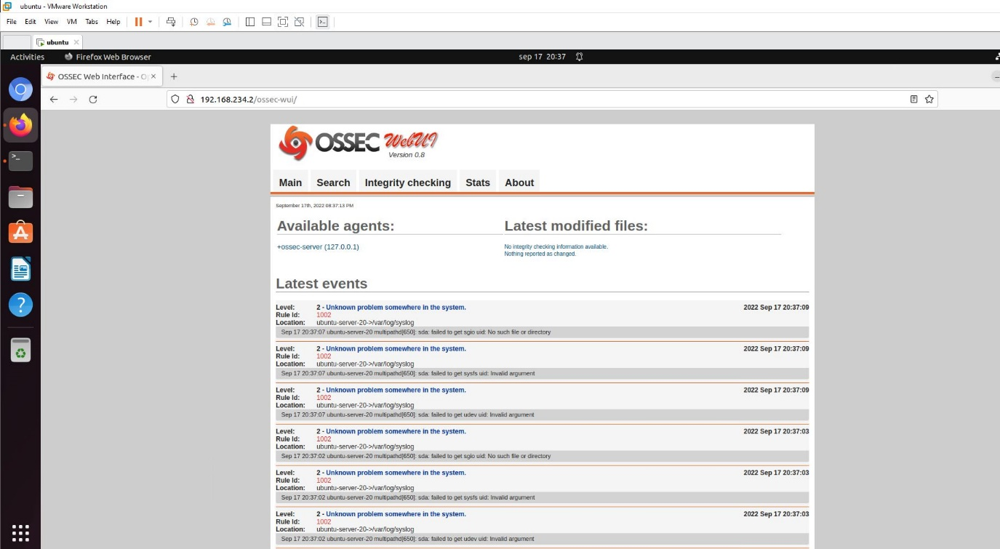 ubuntu - VMware Workstation
File Edit View VM Tabs Help
ubuntu
Activities Firefox Web Browser sep 17 20:37
OSSEC Web Interface - O
192.168.234.2/ossec-wui/
OSSEC WebUI
Version 0.8
Main Search Integrity checking Stats About
September 17th, 2022 08:37:13 PM
Available agents: Latest modified files:
+ossec-server (127.0.0.1) No integrity checking information available.
Nothing reported as changed.
Latest events
Level: 2 - Unknown problem somewhere in the system. 2022 Sep 17 20:37:09
Rule Id: 1002
Location: ubuntu-server-20->/var/log/syslog
Sep 17 20:37:07 ubuntu-server-20 multipathd[650]: sda: failed to get sgio uid: No such file or directory
Level: 2 - Unknown problem somewhere in the system. 2022 Sep 17 20:37:09
Rule Id: 1002
Location: ubuntu-server-20->/var/log/syslog
Sep 17 20:37:07 ubuntu-server-20 multipathd[650]: sda: failed to get sysfs uid: Invalid argument
Level: 2 - Unknown problem somewhere in the system. 2022 Sep 17 20:37:09
Rule Id: 1002
Location: ubuntu-server-20->/var/log/syslog
Sep 17 20:37:07 ubuntu-server-20 multipathd[650]: sda: failed to get udev uid: Invalid argument
Level: 2 - Unknown problem somewhere in the system. 2022 Sep 17 20:37:03
Rule Id: 1002
Location: ubuntu-server-20->/var/log/syslog
Sep 17 20:37:02 ubuntu-server-20 multipathd[650]: sda: failed to get sgio uid: No such file or directory
Level: 2 - Unknown problem somewhere in the system. 2022 Sep 17 20:37:03
Rule Id: 1002
Location: ubuntu-server-20->/var/log/syslog
Sep 17 20:37:02 ubuntu-server-20 multipathd[650]: sda: failed to get sysfs uid: Invalid argument
Level: 2 - Unknown problem somewhere in the system. 2022 Sep 17 20:37:03
Rule Id: 1002
Location: ubuntu-server-20->/var/log/syslog
Sep 17 20:37:02 ubuntu-server-20 multipathd[650]: sda: failed to get udev uid: Invalid argument